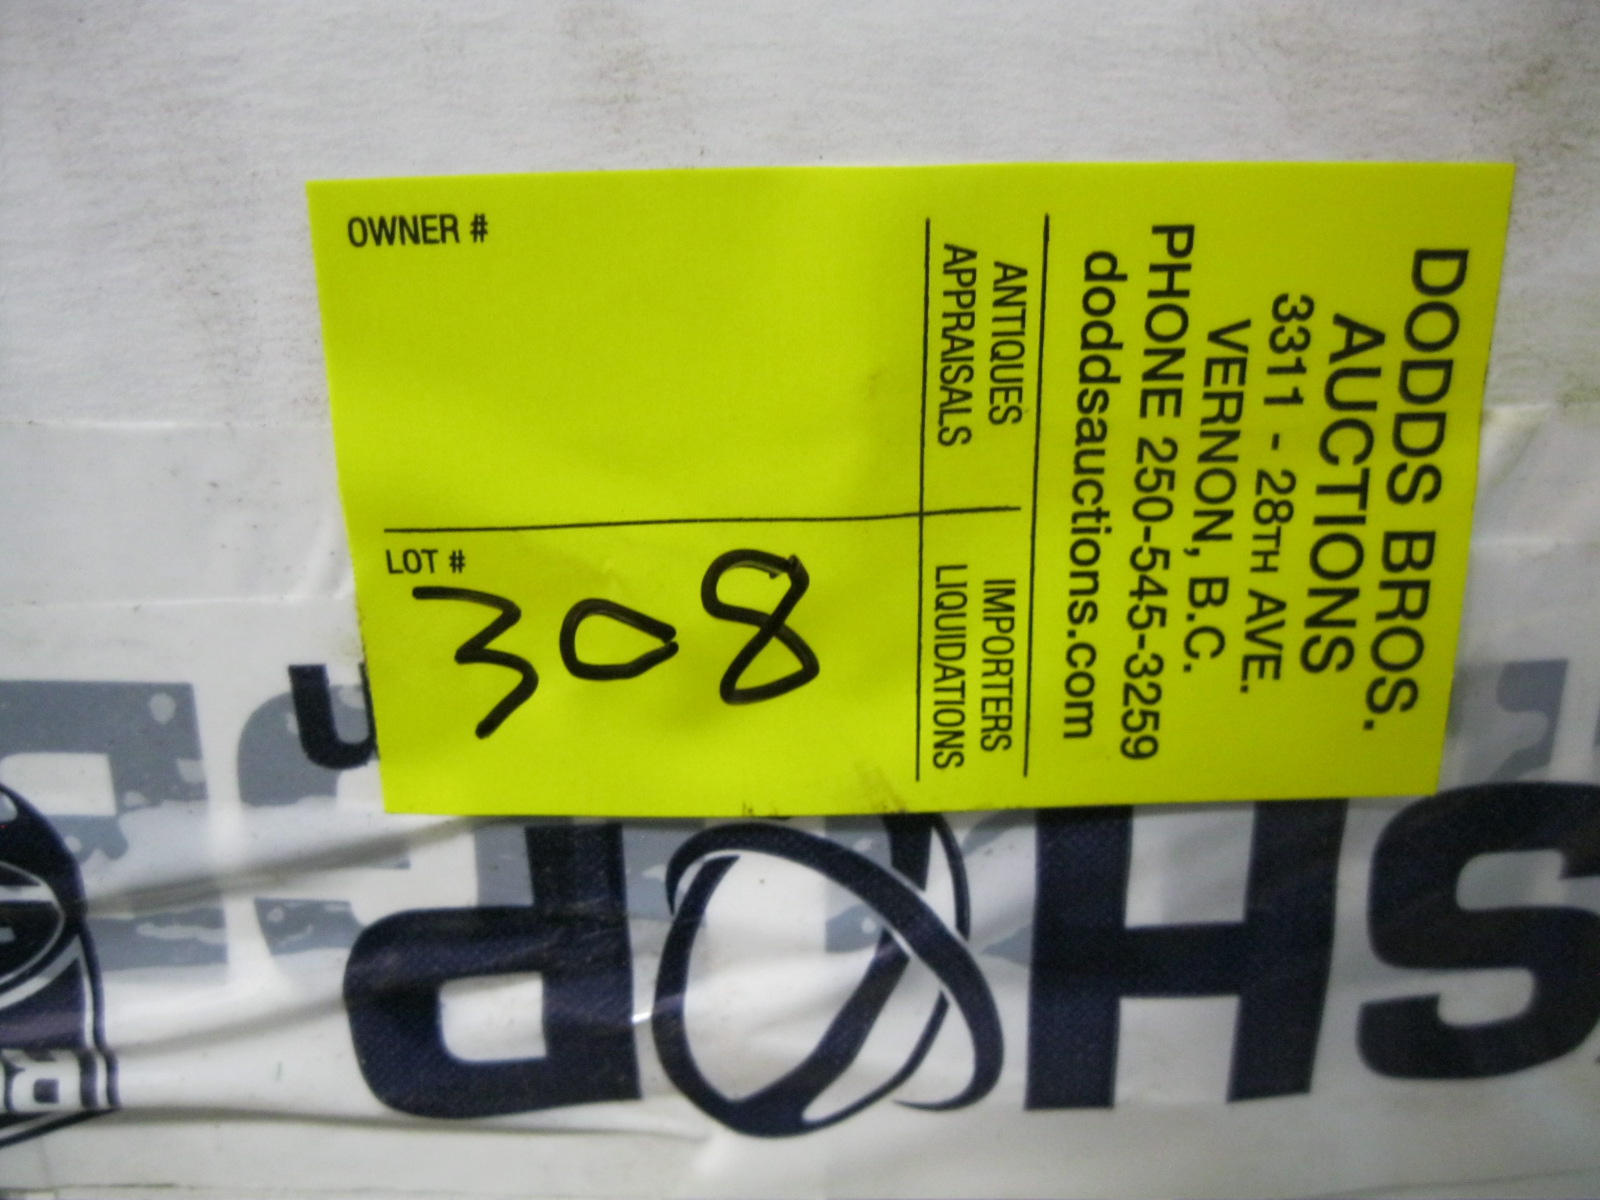 DODDS BROS.
AUCTIONS
3311 - 28TH AVE.
VERNON, B.C.
PHONE 250-545-3259
doddsauctions.com
ANTIQUES
APPRAISALS
IMPORTERS
LIQUIDATIONS
OWNER #
LOT #
308